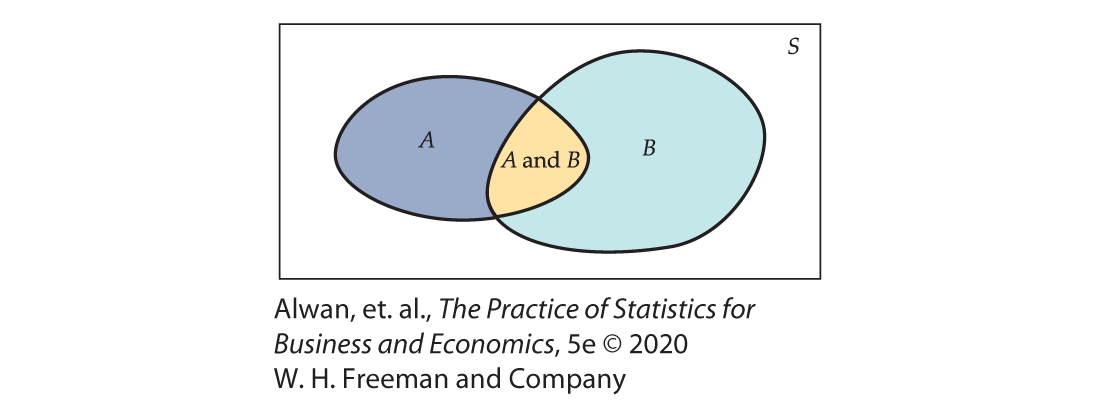 S
A
A and B
B
Alwan, et. al., The Practice of Statistics for
Business and Economics, 5e © 2020
W. H. Freeman and Company